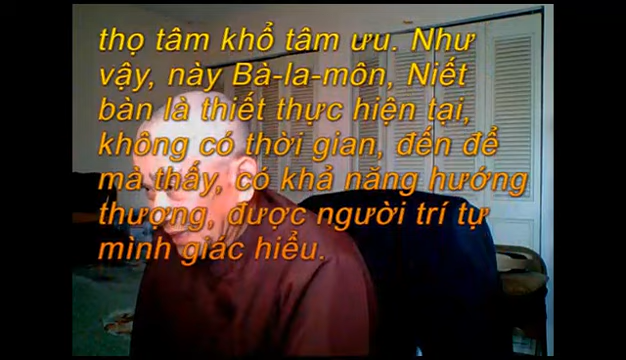 thọ tâm khổ tâm ưu. Như
vậy, này Bà-la-môn, Niết
bàn là thiết thực hiện tại,
không có thời gian, đến để
mà thấy, có khả năng hướng
thượng, được người trí tự
mình giác hiểu.